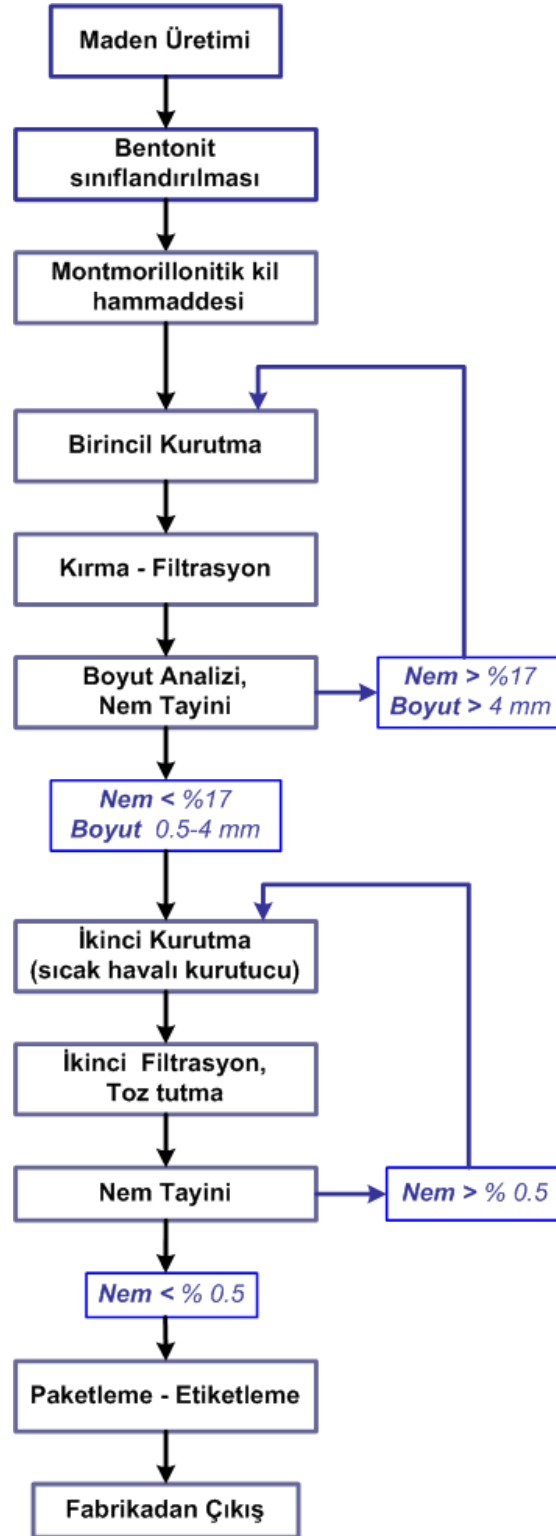 Maden Üretimi
Bentonit
sınıflandırılması
Montmorillonitik kil
hammaddesi
Birincil Kurutma
Kırma - Filtrasyon
Boyut Analizi,
Nem Tayini
Nem > %17
Boyut > 4 mm
Nem < %17
Boyut 0.5-4 mm
İkinci Kurutma
(sıcak havalı kurutucu)
İkinci Filtrasyon,
Toz tutma
Nem Tayini
Nem > % 0.5
Nem < % 0.5
Paketleme - Etiketleme
Fabrikadan Çıkış